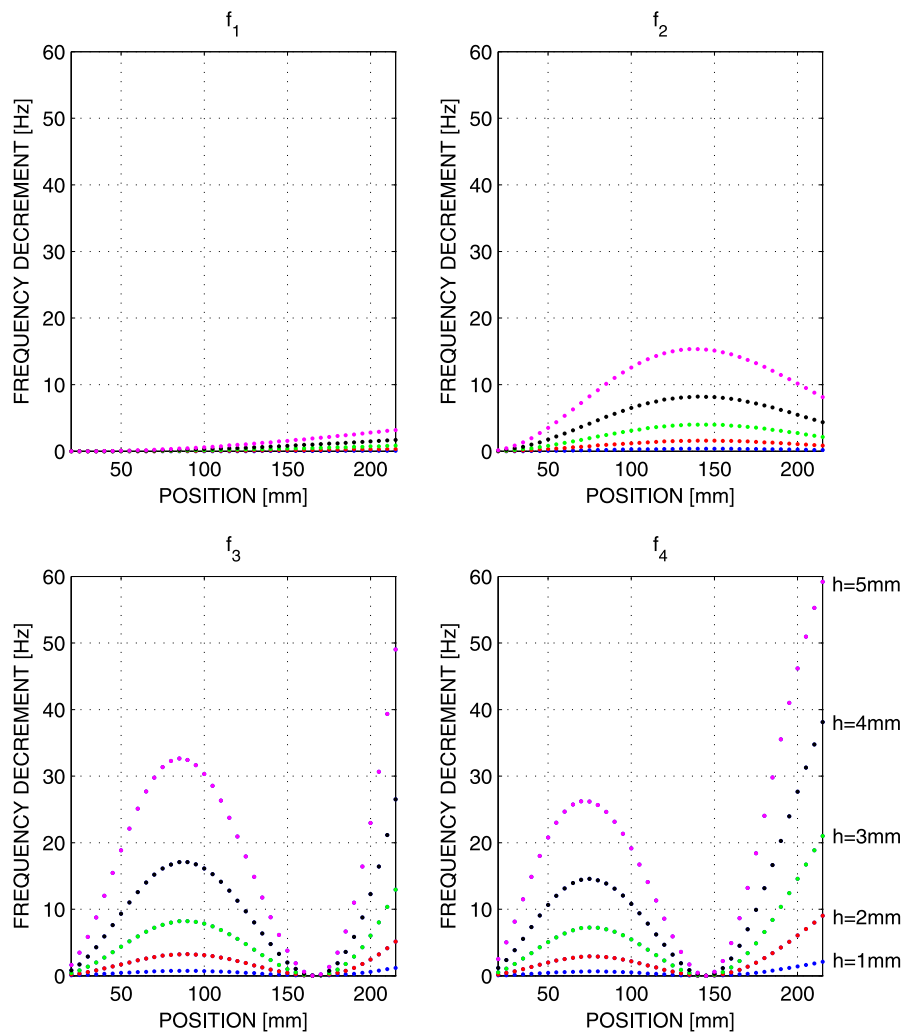 f1
f2
FREQUENCY DECREMENT [Hz]
60
50
40
30
20
10
0
50
100
150
200
POSITION [mm]
FREQUENCY DECREMENT [Hz]
60
50
40
30
20
10
0
50
100
150
200
POSITION [mm]
f3
f4
FREQUENCY DECREMENT [Hz]
60
50
40
30
20
10
0
50
100
150
200
POSITION [mm]
FREQUENCY DECREMENT [Hz]
60
50
40
30
20
10
0
50
100
150
200
POSITION [mm]
h=5mm
h=4mm
h=3mm
h=2mm
h=1mm